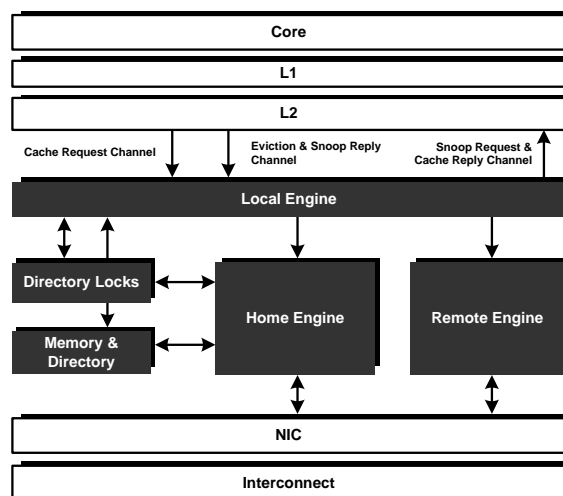 Core
L1
L2
Cache Request Channel
Eviction & Snoop Reply
Channel
Snoop Request &
Cache Reply Channel
Local Engine
Directory Locks
Home Engine
Remote Engine
Memory &
Directory
NIC
Interconnect